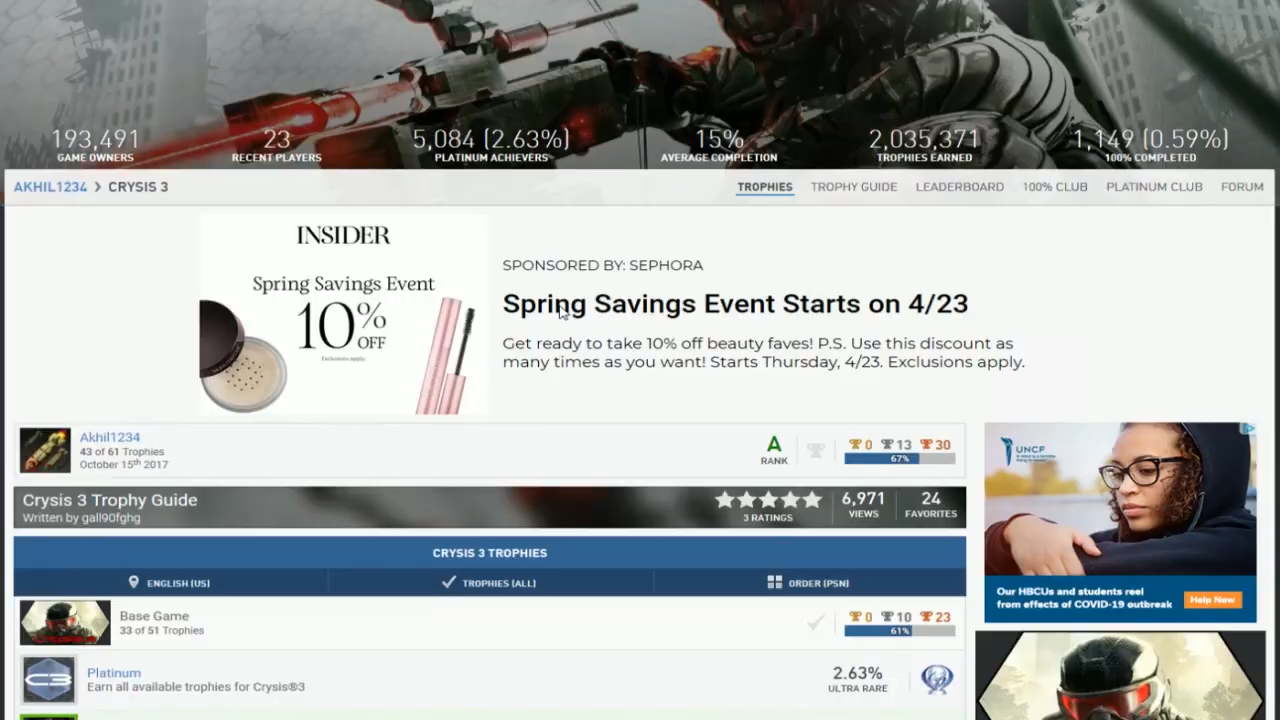 193,491
GAME OWNERS
23
RECENT PLAYERS
5,084 (2.63%)
PLATINUM ACHIEVERS
15%
AVERAGE COMPLETION
2,035,371
TROPHIES EARNED
1,149 (0.59%)
100% COMPLETED
AKHIL1234 > CRYSIS 3
TROPHIES TROPHY GUIDE LEADERBOARD 100% CLUB PLATINUM CLUB FORUM
INSIDER
Spring Savings Event
10% OFF
Exclusions apply.
SPONSORED BY: SEPHORA
Spring Savings Event Starts on 4/23
Get ready to take 10% off beauty faves! P.S. Use this discount as
many times as you want! Starts Thursday, 4/23. Exclusions apply.
Akhil1234
43 of 61 Trophies
October 15th 2017
A
RANK
0 13 30
67%
Crysis 3 Trophy Guide
Written by gall90fghg
3 RATINGS
6,971
VIEWS
24
FAVORITES
CRYSIS 3 TROPHIES
ENGLISH (US) TROPHIES (ALL) ORDER (PSN)
Base Game
33 of 51 Trophies
0 10 23
61%
C3
Platinum
Earn all available trophies for Crysis®3
2.63%
ULTRA RARE
UNCF
Our HBCUs and students reel
from effects of COVID-19 outbreak
Help Now